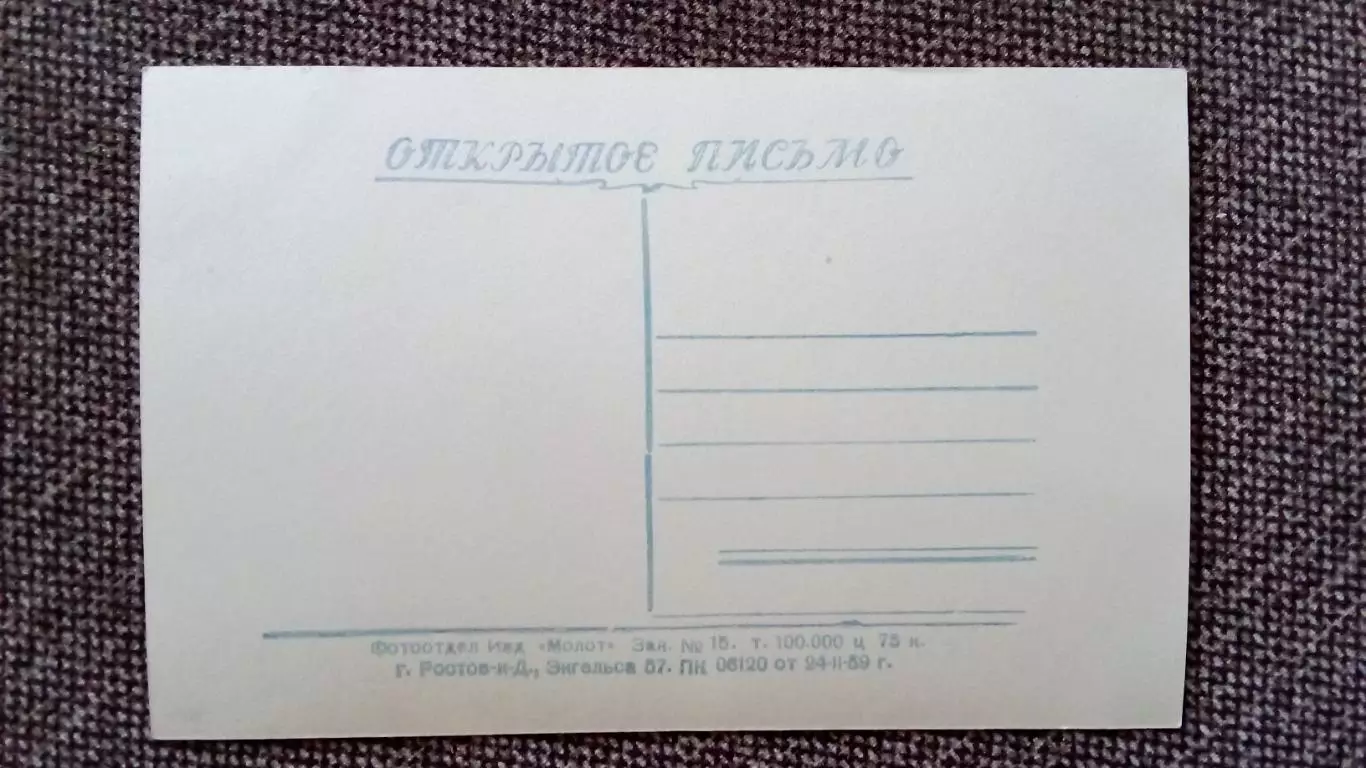 ОТКРЫТОЕ ПИСЬМО
Фотоотдел Изд «Молот» Зак. № 15. т. 100.000 ц 75 к.
г. Ростов-н-Д., Энгельса 57. ПК 06120 от 24-II-59 г.